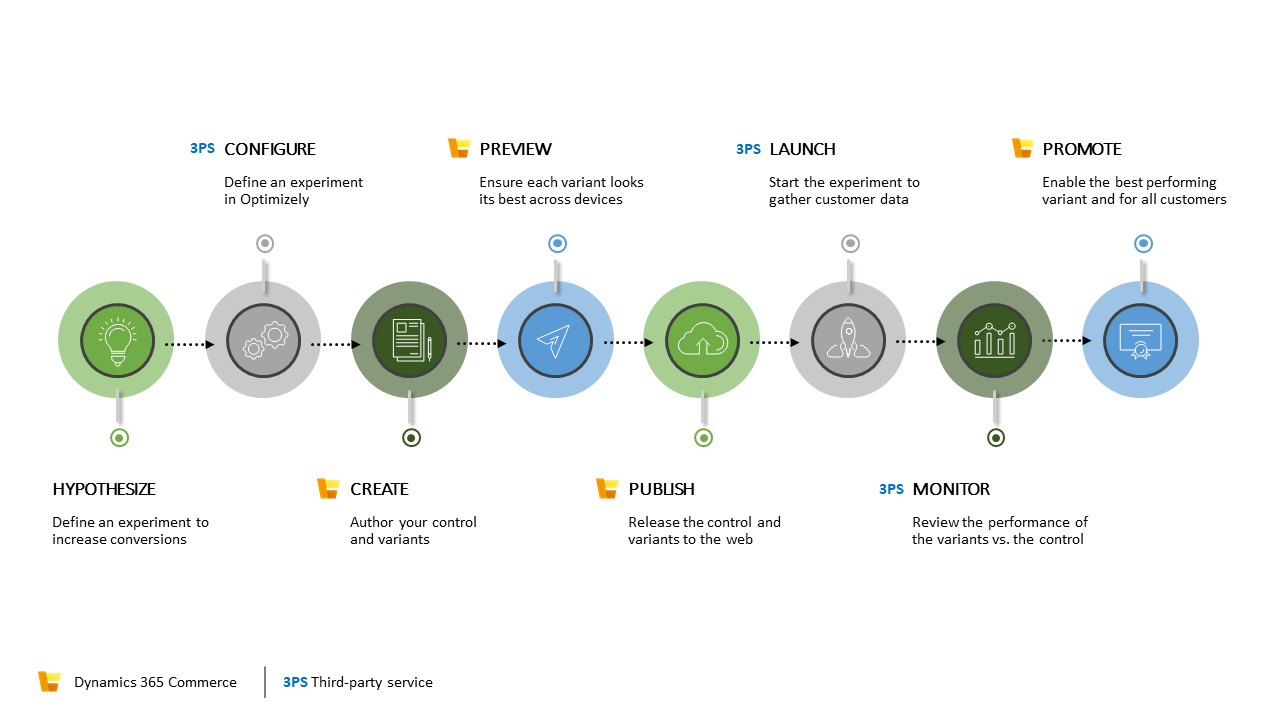 3PS CONFIGURE
Define an experiment
in Optimizely
PREVIEW
Ensure each variant looks
its best across devices
3PS LAUNCH
Start the experiment to
gather customer data
PROMOTE
Enable the best performing
variant and for all customers
HYPOTHESIZE
Define an experiment to
increase conversions
CREATE
Author your control
and variants
PUBLISH
Release the control and
variants to the web
3PS MONITOR
Review the performance of
the variants vs. the control
Dynamics 365 Commerce
3PS Third-party service